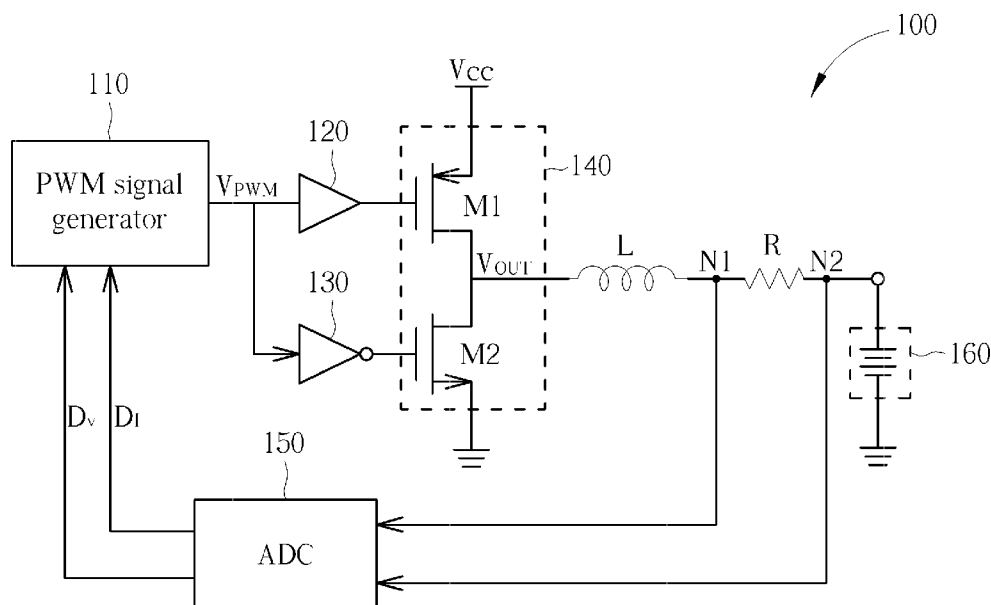 100
Vcc
110
120
140
PWM signal
generator
VPWM
M1
L
N1
R
N2
VOUT
130
M2
160
Dv
DI
150
ADC